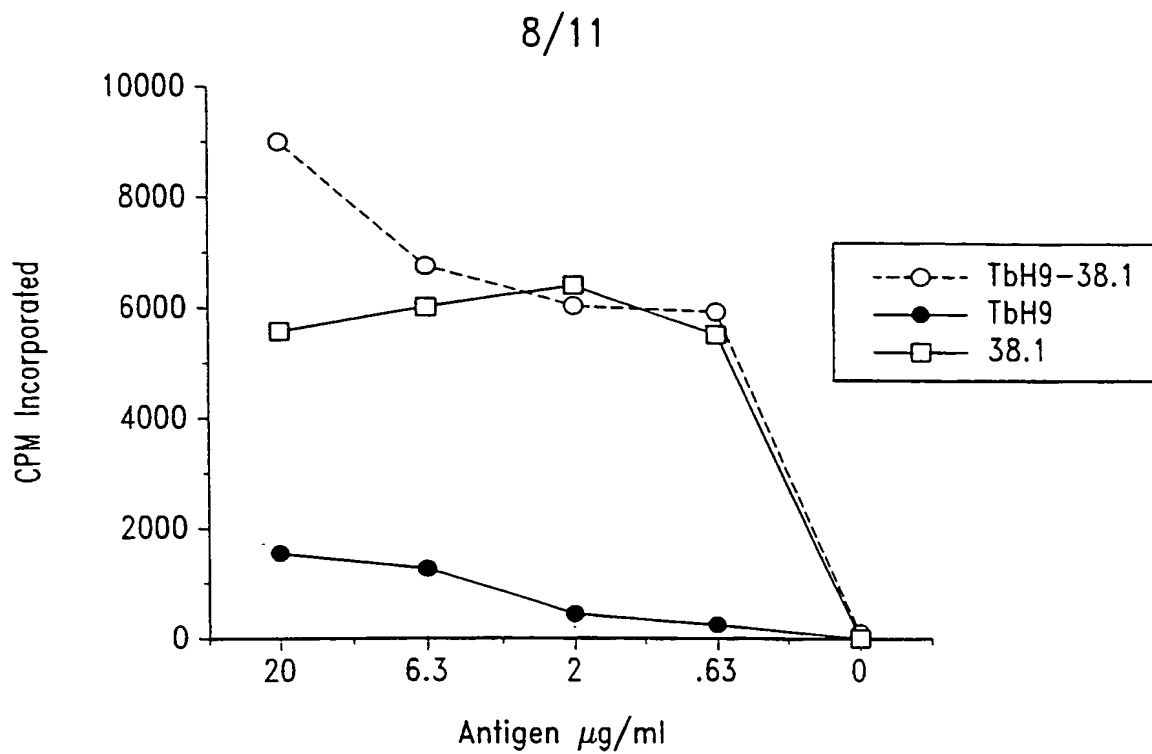 8/11
10000
8000
6000
4000
2000
0
CPM Incorporated
20 6.3 2 .63 0
Antigen μg/ml
TbH9-38.1
TbH9
38.1